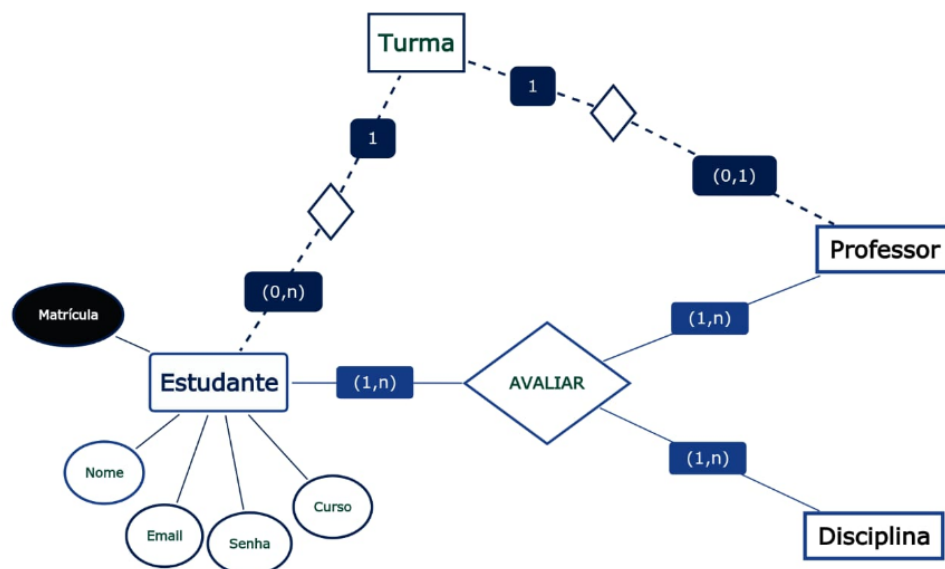 Turma
1
1
(0,1)
Professor
(0,n)
Matrícula
(1,n)
Estudante
(1,n)
AVALIAR
(1,n)
Nome
Curso
Email
Senha
Disciplina